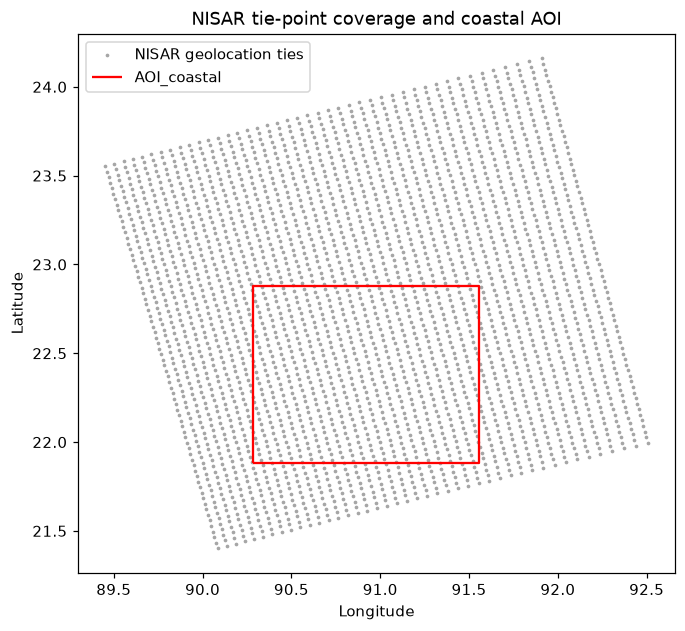 NISAR tie-point coverage and coastal AOI
NISAR geolocation ties
AOI_coastal
24.0
23.5
23.0
22.5
22.0
21.5
Latitude
89.5 90.0 90.5 91.0 91.5 92.0 92.5
Longitude